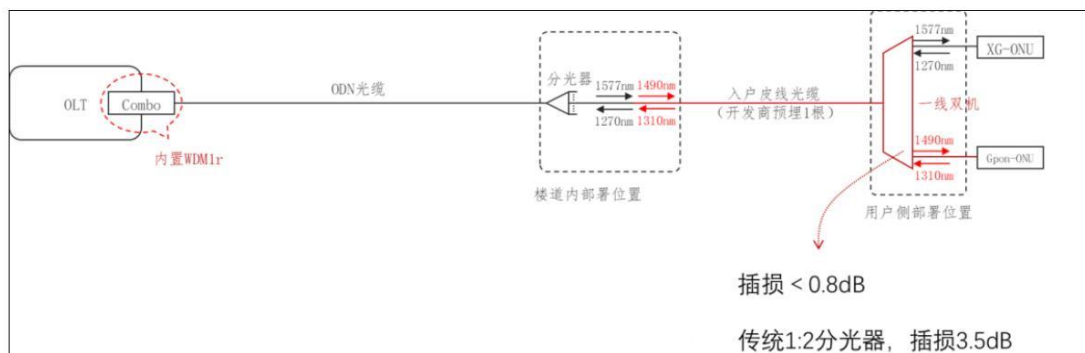 OLT
Combo
内置WDM1r
ODN光缆
分光器
1577nm
1490nm
1270nm
1310nm
楼道内部署位置
入户皮线光缆
（开发商预埋1根）
1577nm
1270nm
XG-ONU
一线双机
1490nm
1310nm
Gpon-ONU
用户侧部署位置
插损＜0.8dB
传统1:2分光器，插损3.5dB